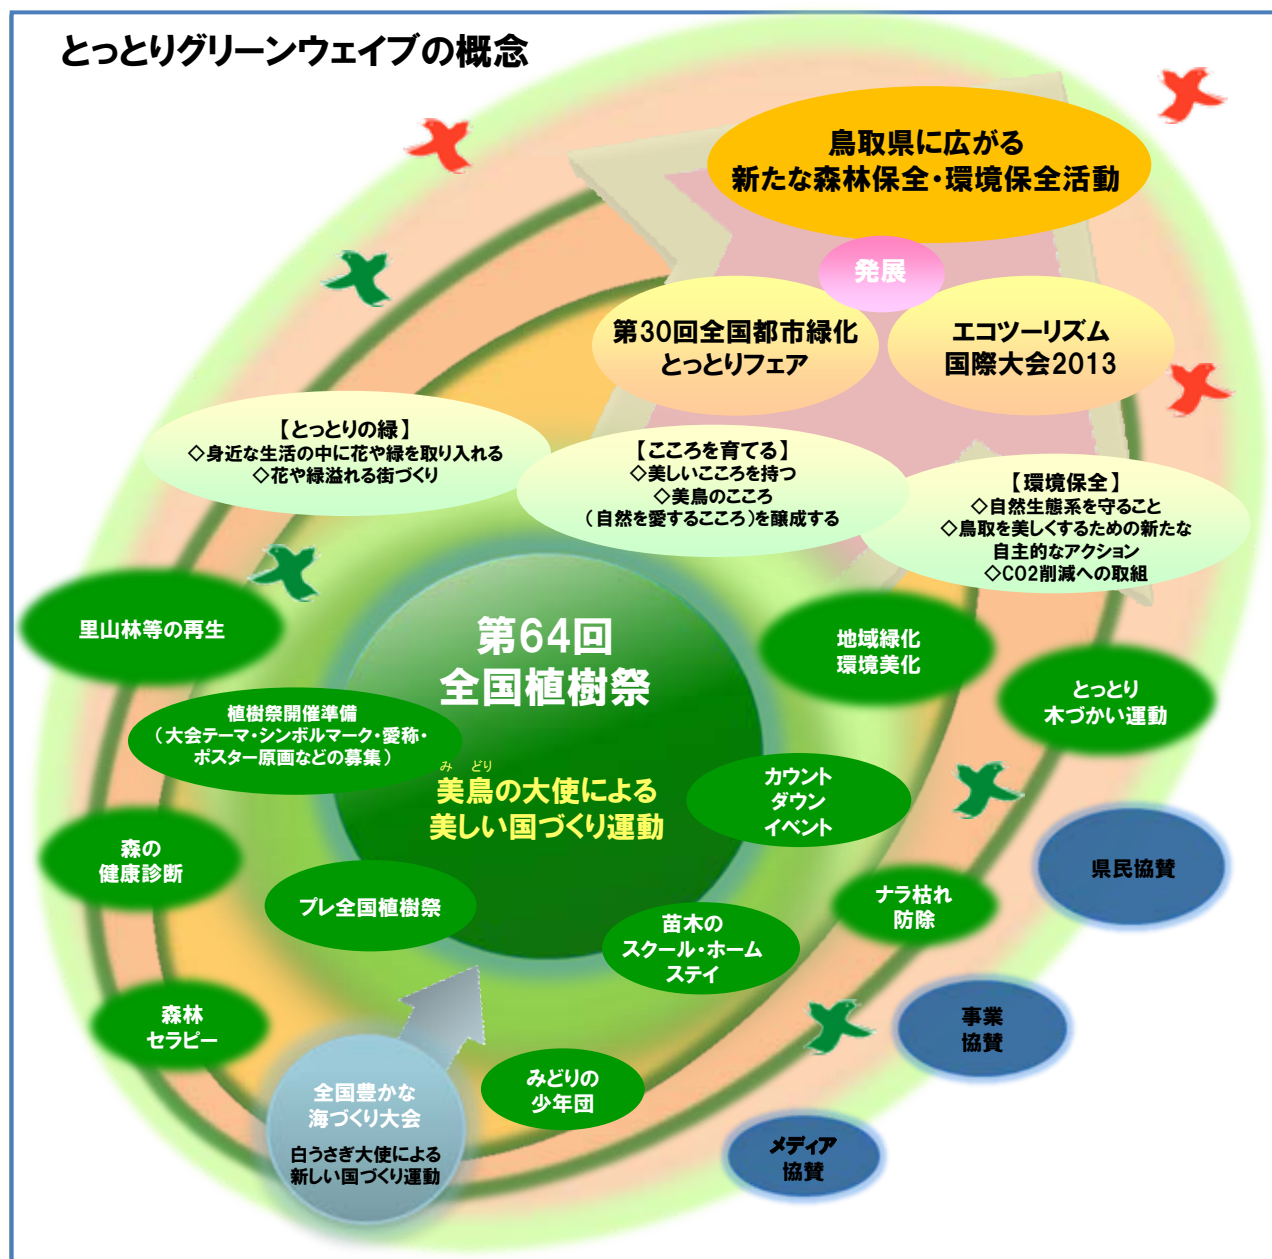 とっとりグリーンウェイブの概念
鳥取県に広がる
新たな森林保全・環境保全活動
発展
第30回全国都市緑化
とっとりフェア
エコツーリズム
国際大会2013
【とっとりの緑】
◇身近な生活の中に花や緑を取り入れる
◇花や緑溢れる街づくり
【こころを育てる】
◇美しいこころを持つ
◇美鳥のこころ
（自然を愛するこころ）を醸成する
【環境保全】
◇自然生態系を守ること
◇鳥取を美しくするための新たな
自主的なアクション
◇CO2削減への取組
里山林等の再生
第64回
全国植樹祭
地域緑化
環境美化
とっとり
木づかい運動
植樹祭開催準備
（大会テーマ・シンボルマーク・愛称・
ポスター原画などの募集）
み どり
美鳥の大使による
美しい国づくり運動
カウント
ダウン
イベント
森の
健康診断
県民協賛
プレ全国植樹祭
ナラ枯れ
防除
苗木の
スクール・ホーム
ステイ
森林
セラピー
事業
協賛
全国豊かな
海づくり大会
白うさぎ大使による
新しい国づくり運動
みどりの
少年団
メディア
協賛